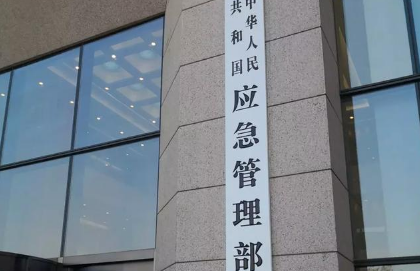 中华人民
共和国
应急管理部